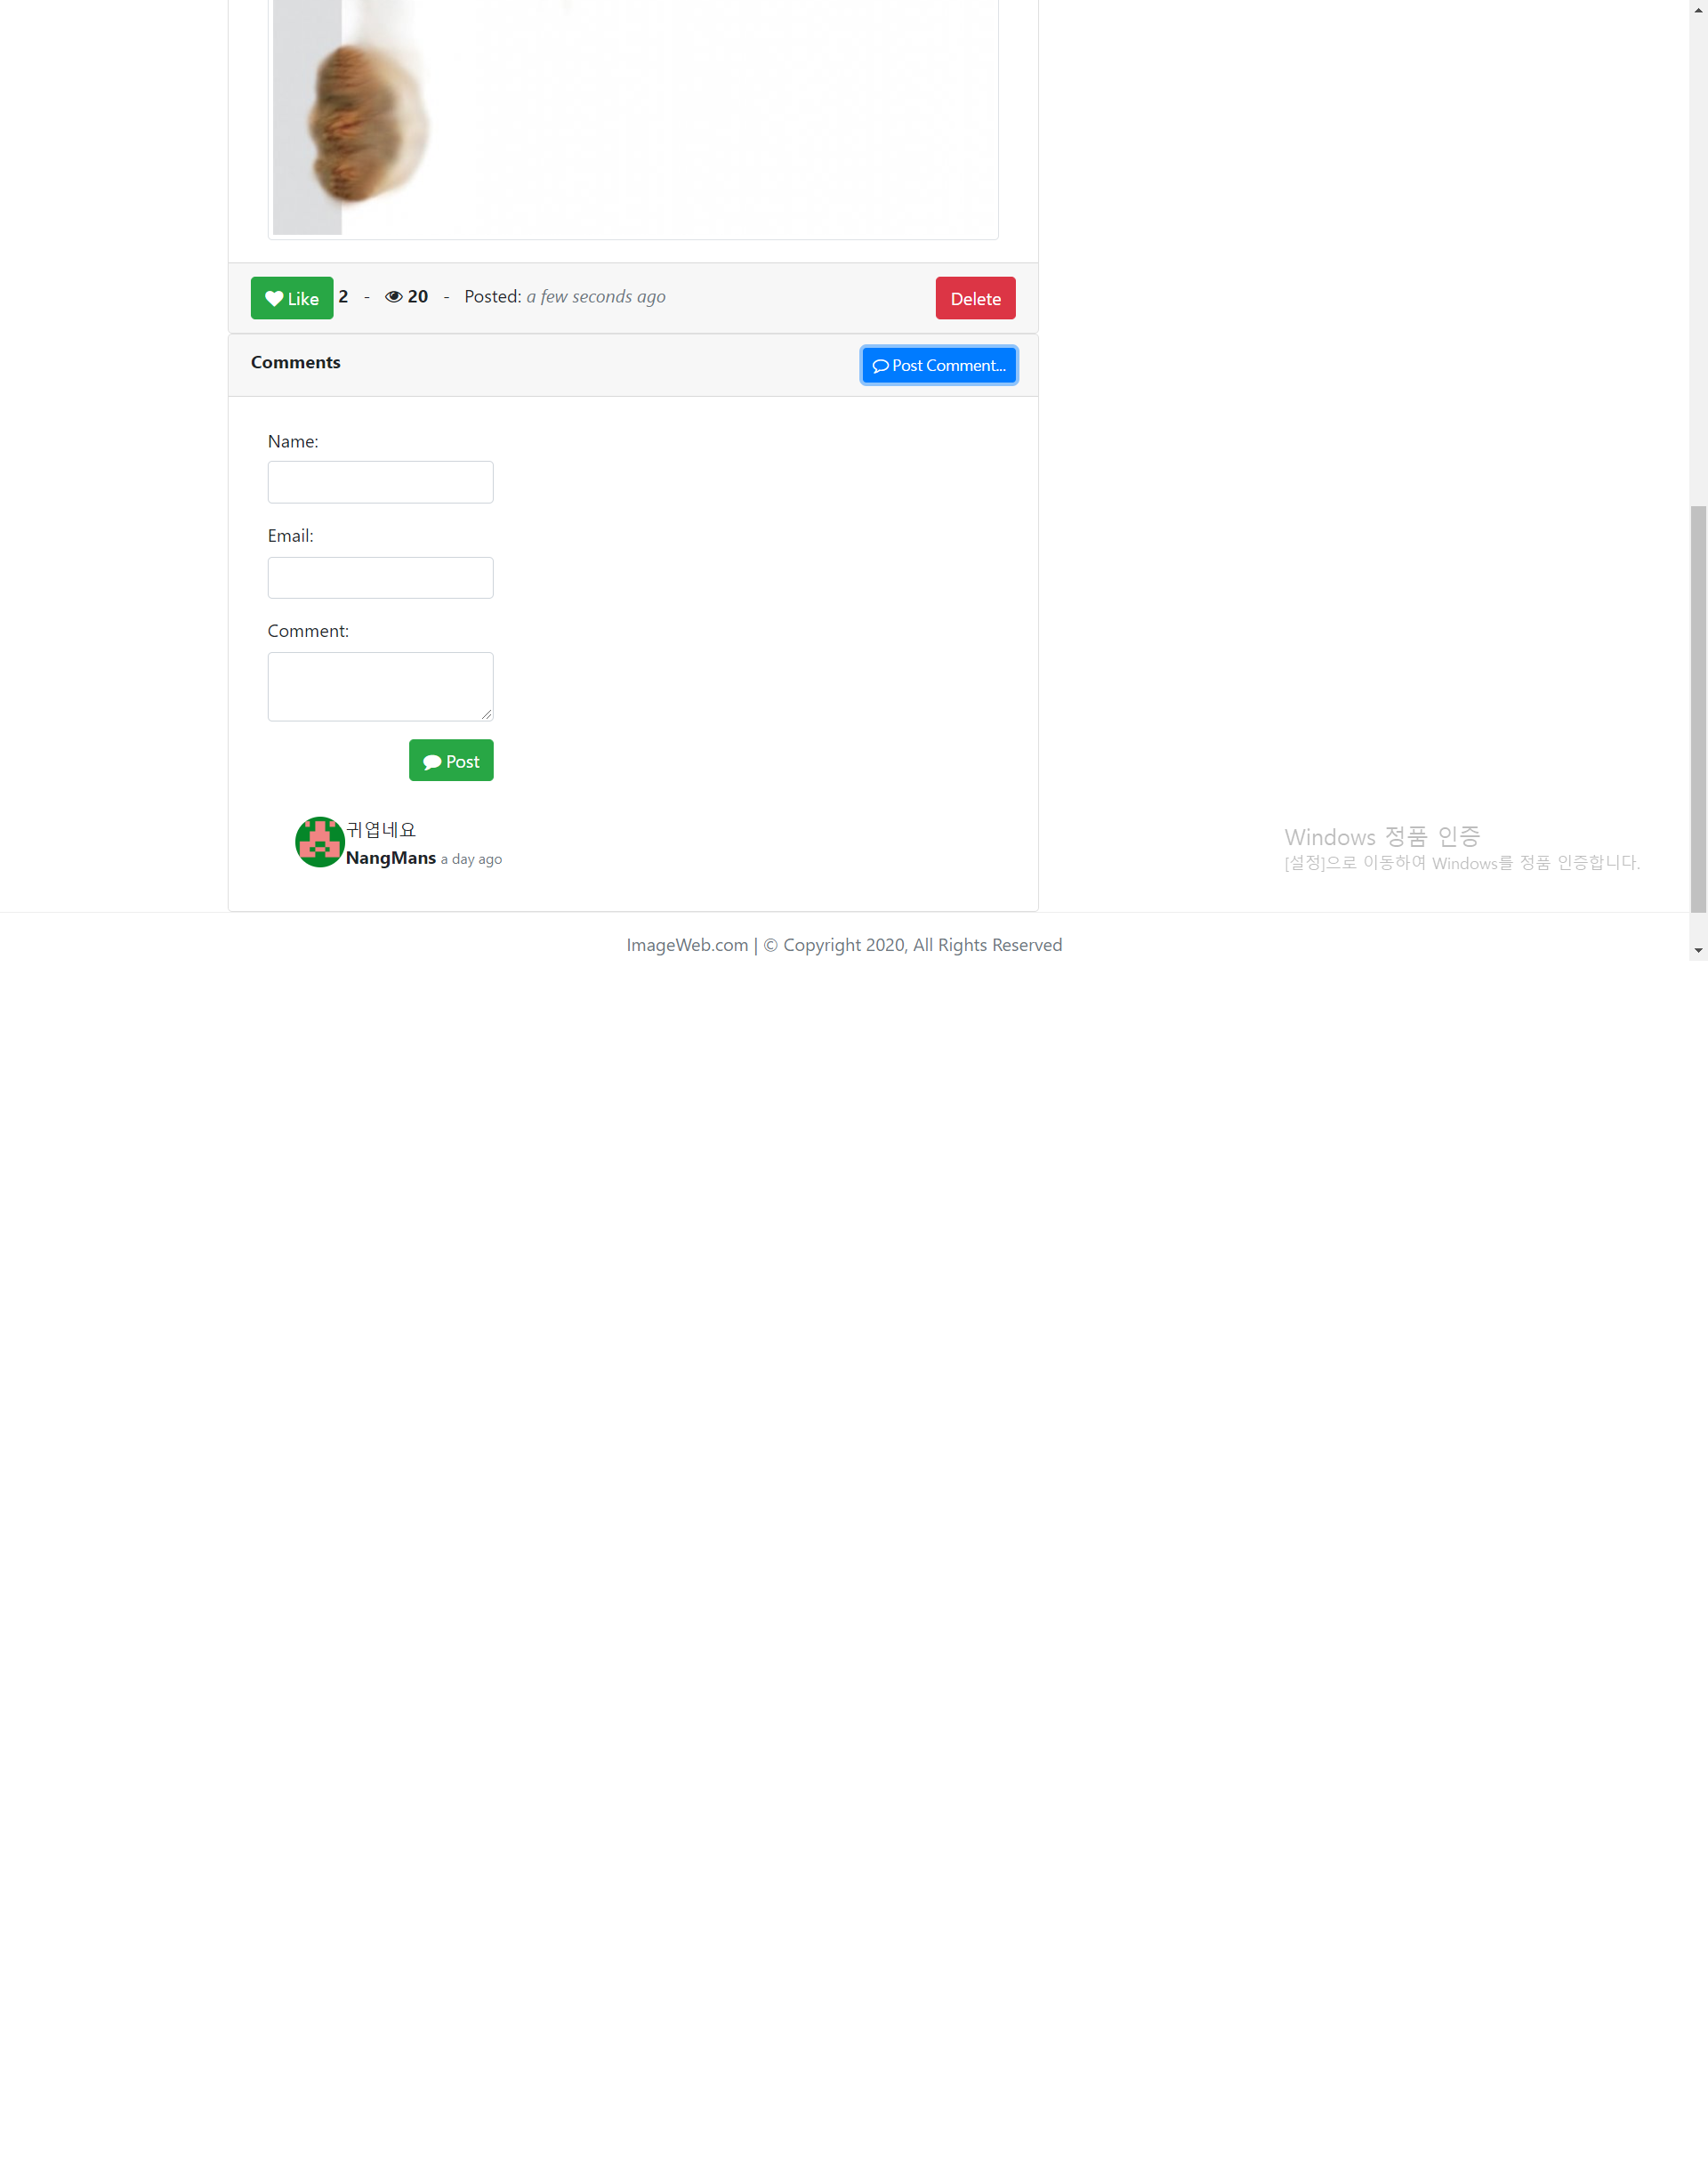 Like 2 - 20 - Posted: a few seconds ago Delete
Comments Post Comment...
Name:
Email:
Comment:
Post
귀엽네요
NangMans a day ago
Windows 정품 인증
[설정]으로 이동하여 Windows를 정품 인증합니다.
ImageWeb.com | © Copyright 2020, All Rights Reserved